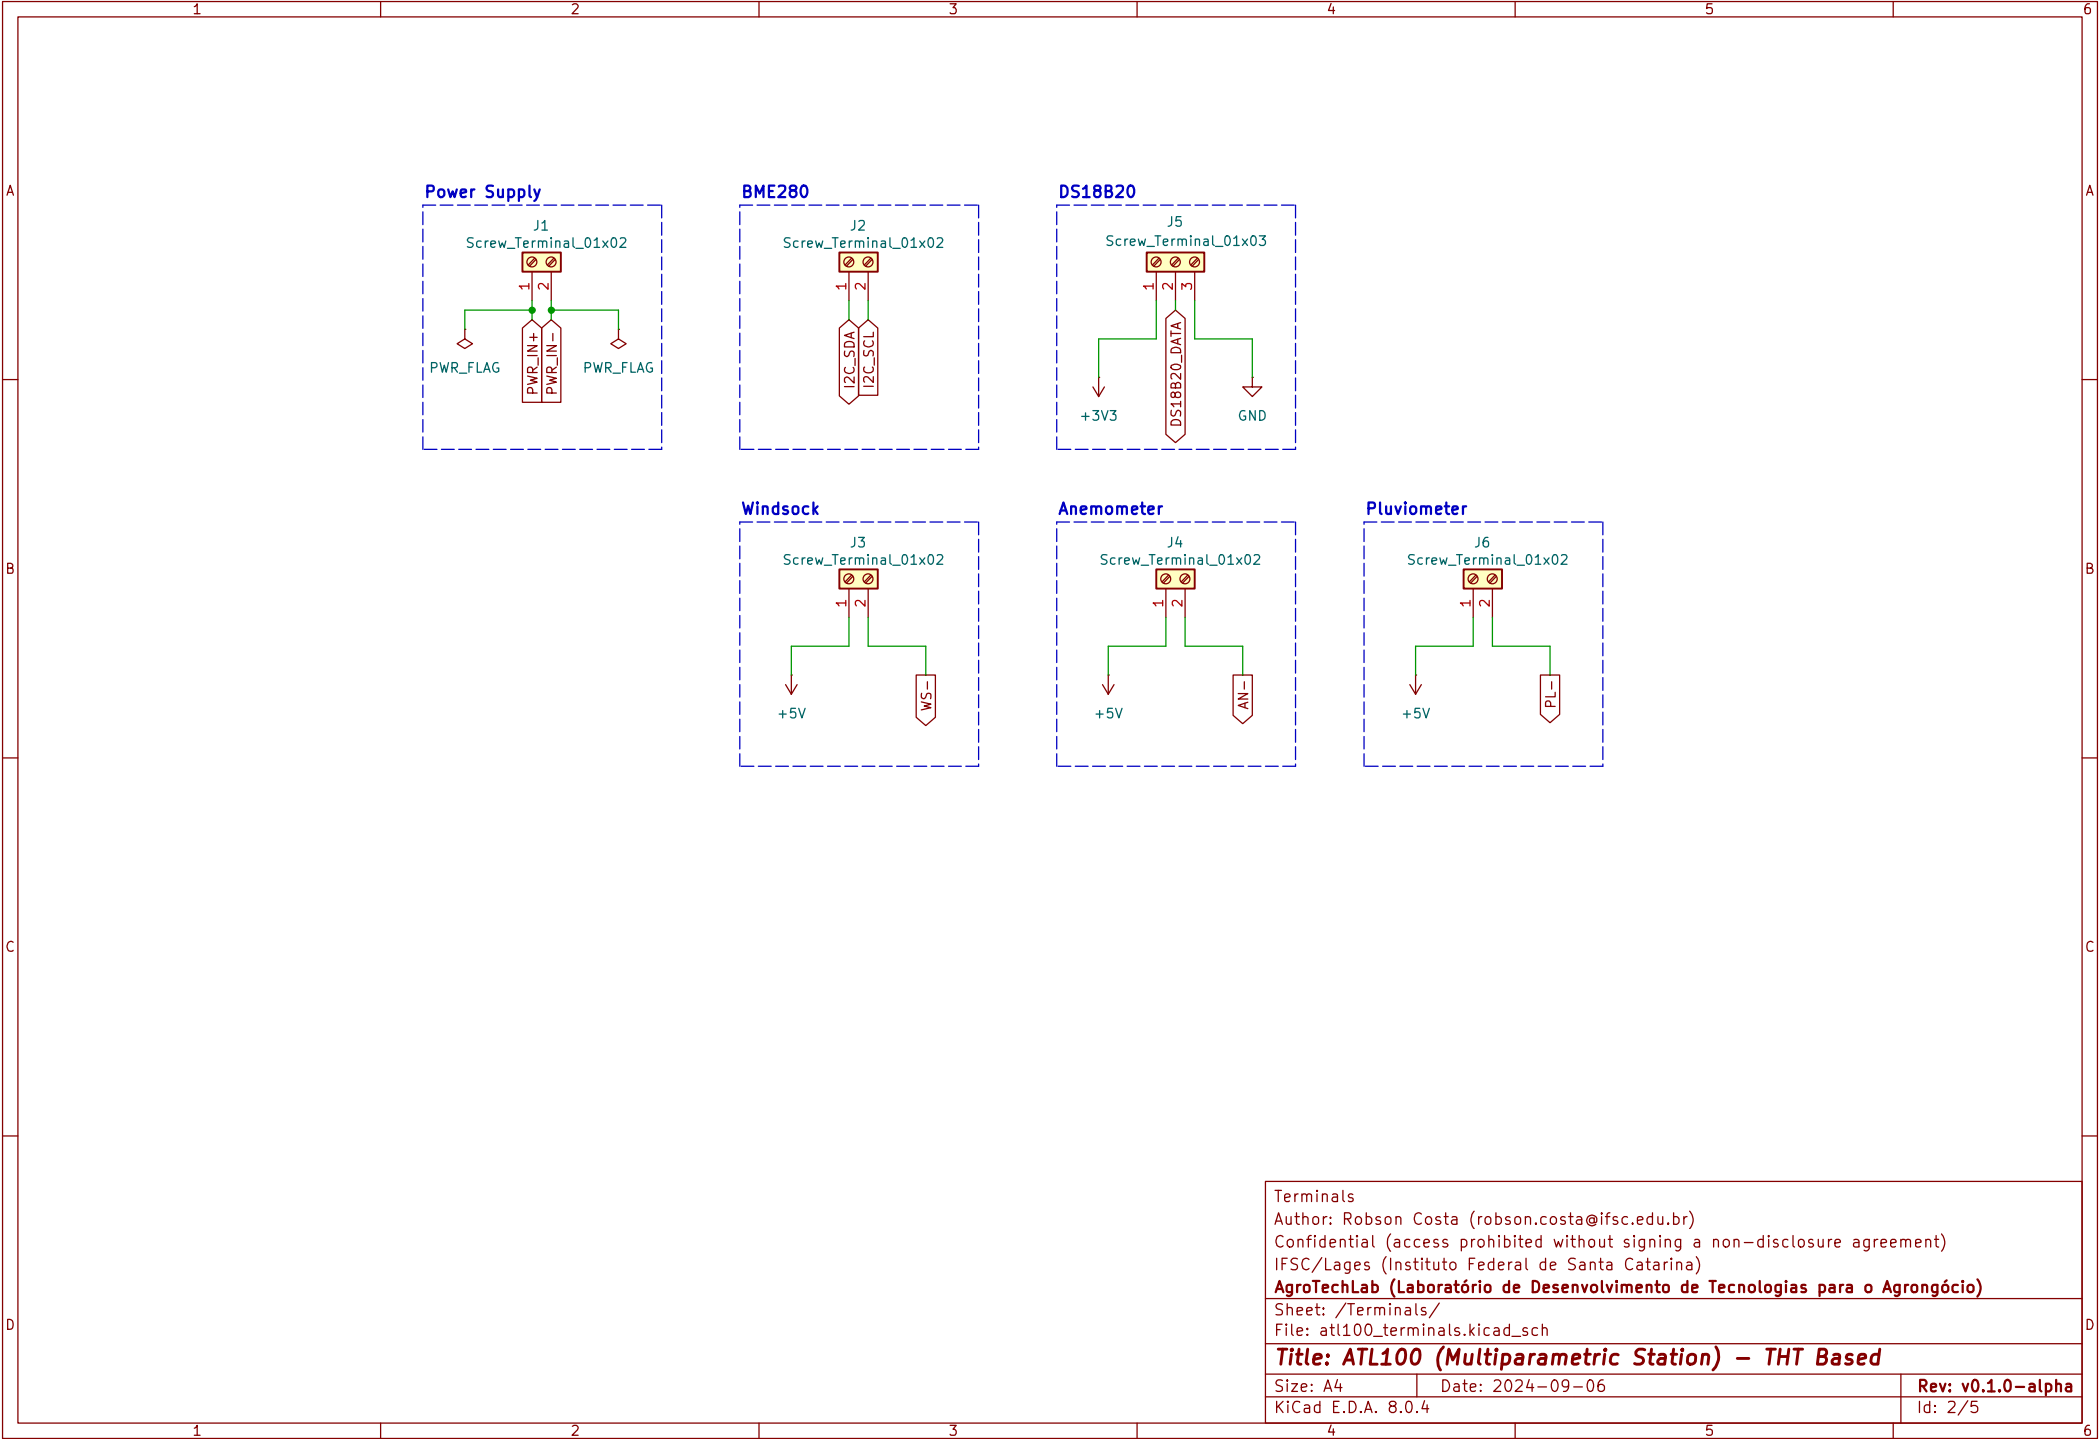 1 2 3 4 5 6
A A
B B
C C
D D
Power Supply
J1
Screw_Terminal_01x02
1 2
PWR_IN+
PWR_IN-
PWR_FLAG PWR_FLAG
BME280
J2
Screw_Terminal_01x02
1 2
I2C_SDA
I2C_SCL
DS18B20
J5
Screw_Terminal_01x03
1 2 3
DS18B20_DATA
+3V3 GND
Windsock
J3
Screw_Terminal_01x02
1 2
WS-
+5V
Anemometer
J4
Screw_Terminal_01x02
1 2
AN-
+5V
Pluviometer
J6
Screw_Terminal_01x02
1 2
PL-
+5V
Terminals
Author: Robson Costa (robson.costa@ifsc.edu.br)
Confidential (access prohibited without signing a non-disclosure agreement)
IFSC/Lages (Instituto Federal de Santa Catarina)
AgroTechLab (Laboratório de Desenvolvimento de Tecnologias para o Agrongócio)
Sheet: /Terminals/
File: atl100_terminals.kicad_sch
Title: ATL100 (Multiparametric Station) - THT Based
Size: A4 Date: 2024-09-06 Rev: v0.1.0-alpha
KiCad E.D.A. 8.0.4 Id: 2/5
1 2 3 4 5 6